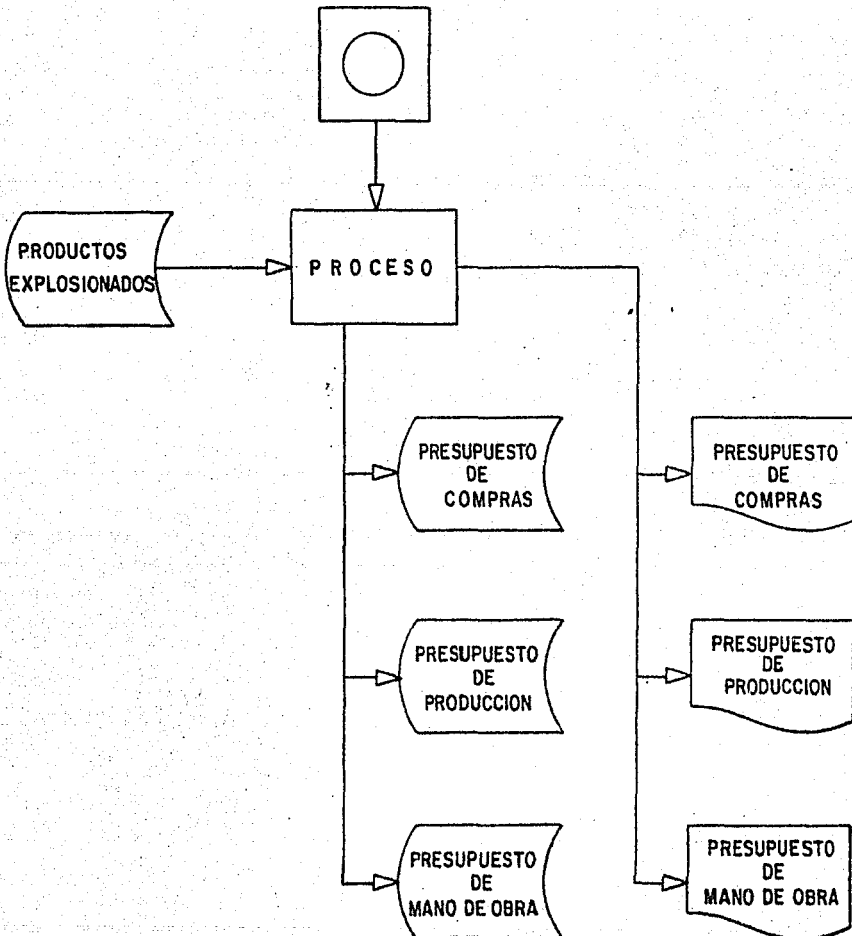 PRODUCTOS
EXPLOSIONADOS
PROCESO
PRESUPUESTO
DE
COMPRAS
PRESUPUESTO
DE
COMPRAS
PRESUPUESTO
DE
PRODUCCION
PRESUPUESTO
DE
PRODUCCION
PRESUPUESTO
DE
MANO DE OBRA
PRESUPUESTO
DE
MANO DE OBRA